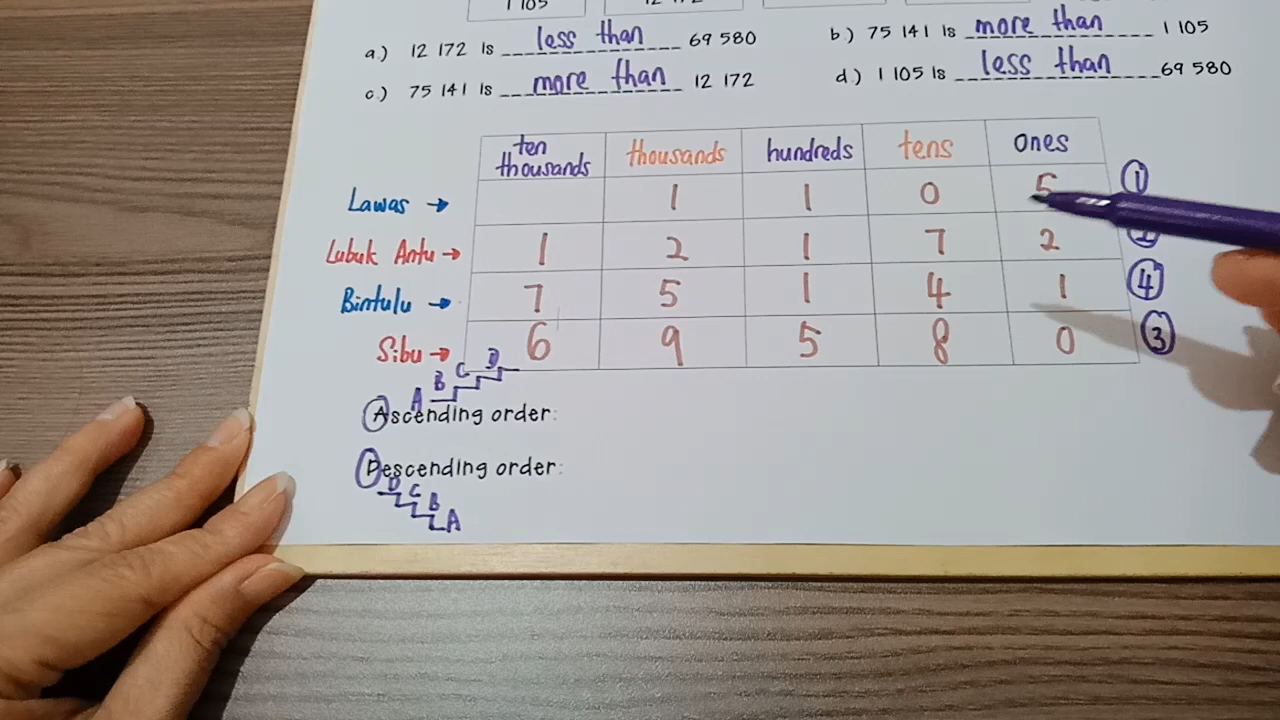 1 105
a.) 12 172 is less than 69 580
b.) 75 141 is more than 1 105
c.) 75 141 is more than 12 172
d.) 1 105 is less than 69 580
ten thousands thousands hundreds tens ones
Lawas → 1 1 0 5 1
Lubuk Antu → 1 2 1 7 2
Bintulu → 7 5 1 4 1 4
Sibu → 6 9 5 8 0 3
A B C D
Ascending order:
Descending order:
D C B A